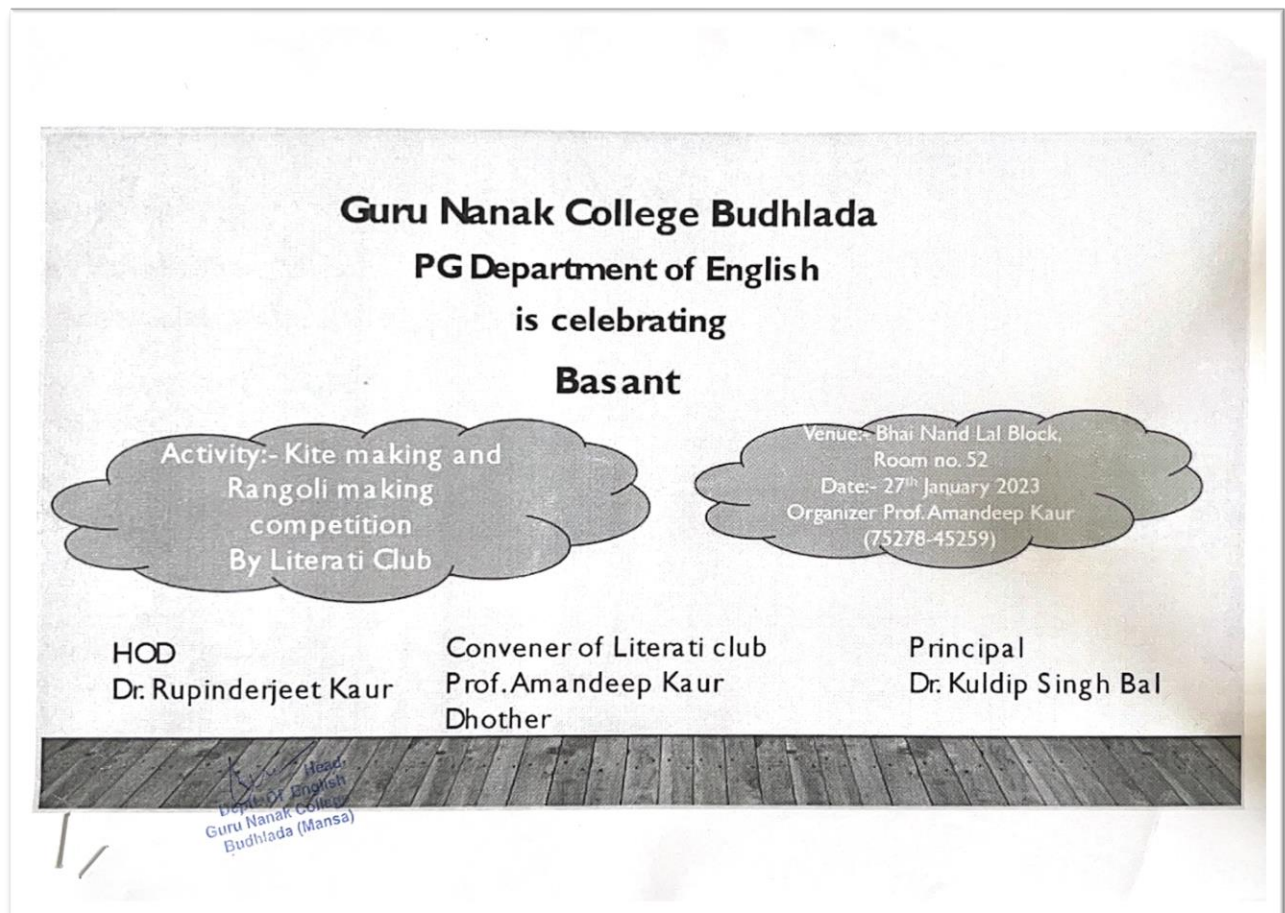 Guru Nanak College Budhlada
PG Department of English
is celebrating
Basant
Activity:- Kite making and
Rangoli making
competition
By Literati Club
Venue:- Bhai Nand Lal Block,
Room no. 52
Date:- 27th January 2023
Organizer Prof. Amandeep Kaur
(75278-45259)
HOD
Dr. Rupinderjeet Kaur
Convener of Literati club
Prof. Amandeep Kaur
Dhother
Principal
Dr. Kuldip Singh Bal
Head,
Deptt. Of English
Guru Nanak College
Budhlada (Mansa)